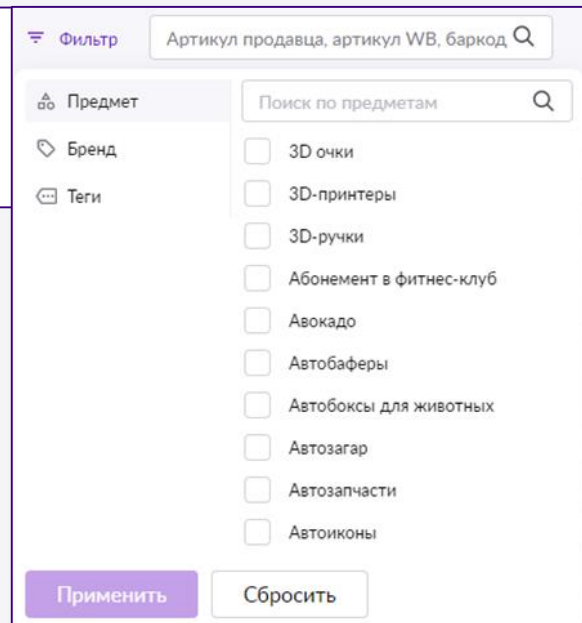 Фильтр
Артикул продавца, артикул WB, баркод
Предмет
Бренд
Теги
Поиск по предметам
3D очки
3D-принтеры
3D-ручки
Абонемент в фитнес-клуб
Авокадо
Автобаферы
Автобоксы для животных
Автозагар
Автозапчасти
Автоиконы
Применить
Сбросить